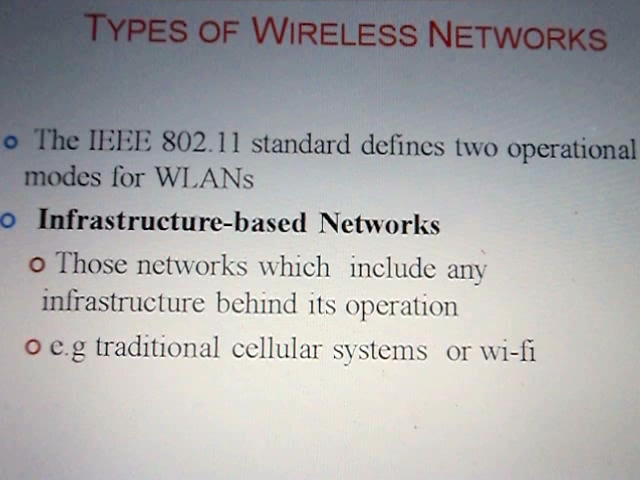 TYPES OF WIRELESS NETWORKS
The IEEE 802.11 standard defines two operational
modes for WLANs
Infrastructure-based Networks
Those networks which include any
infrastructure behind its operation
e.g traditional cellular systems or wi-fi